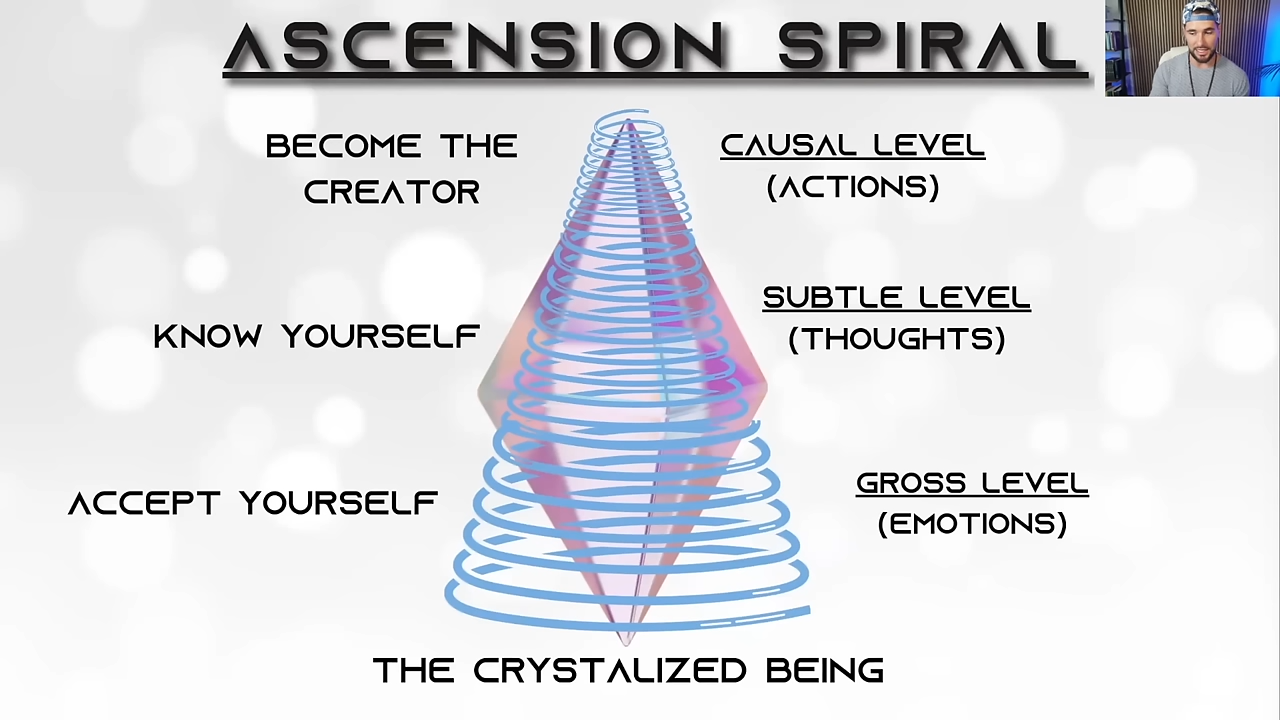 ASCENSION SPIRAL
BECOME THE
CREATOR
CAUSAL LEVEL
(ACTIONS)
KNOW YOURSELF
SUBTLE LEVEL
(THOUGHTS)
ACCEPT YOURSELF
GROSS LEVEL
(EMOTIONS)
THE CRYSTALIZED BEING